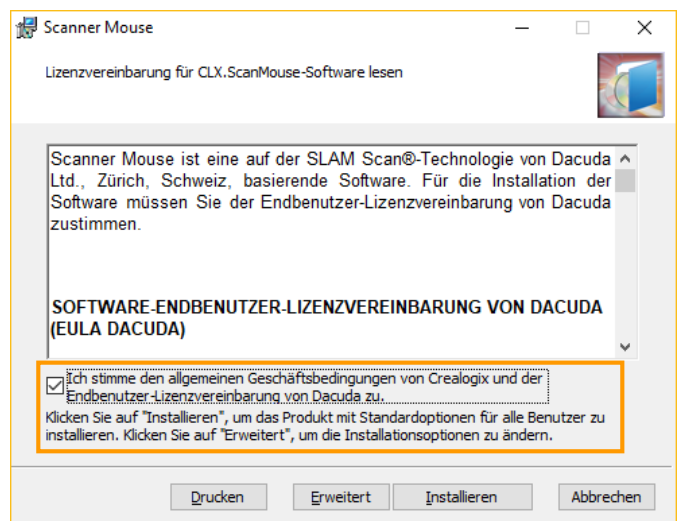 Scanner Mouse
Lizenzvereinbarung für CLX.ScanMouse-Software lesen
Scanner Mouse ist eine auf der SLAM Scan®-Technologie von Dacuda
Ltd., Zürich, Schweiz, basierende Software. Für die Installation der
Software müssen Sie der Endbenutzer-Lizenzvereinbarung von Dacuda
zustimmen.
SOFTWARE-ENDBENUTZER-LIZENZVEREINBARUNG VON DACUDA
(EULA DACUDA)
Ich stimme den allgemeinen Geschäftsbedingungen von Crealogix und der
Endbenutzer-Lizenzvereinbarung von Dacuda zu.
Klicken Sie auf "Installieren", um das Produkt mit Standardoptionen für alle Benutzer zu
installieren. Klicken Sie auf "Erweitert", um die Installationsoptionen zu ändern.
Drucken Erweitert Installieren Abbrechen